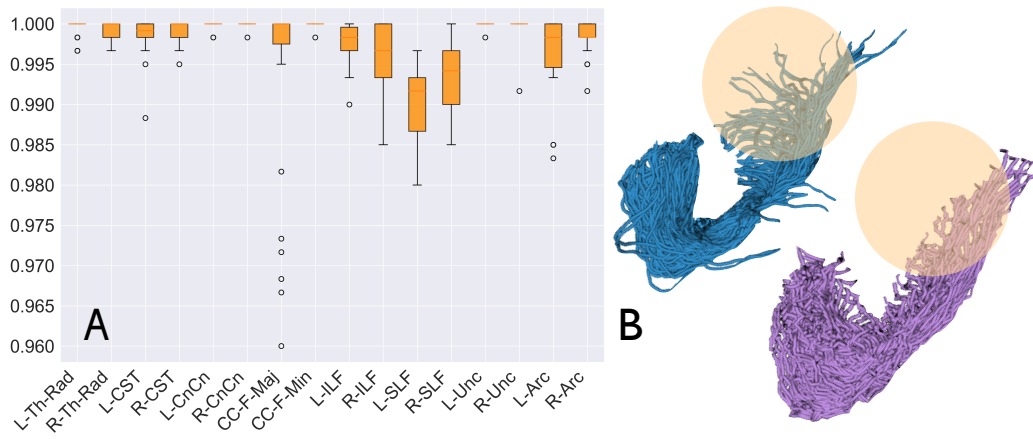 1.000
0.995
0.990
0.985
0.980
0.975
0.970
0.965
0.960
A
B
L-Th-Rad
R-Th-Rad
L-CST
R-CST
L-CnCn
R-CnCn
CC-F-Maj
CC-F-Min
L-ILF
R-ILF
L-SLF
R-SLF
L-Unc
R-Unc
L-Arc
R-Arc